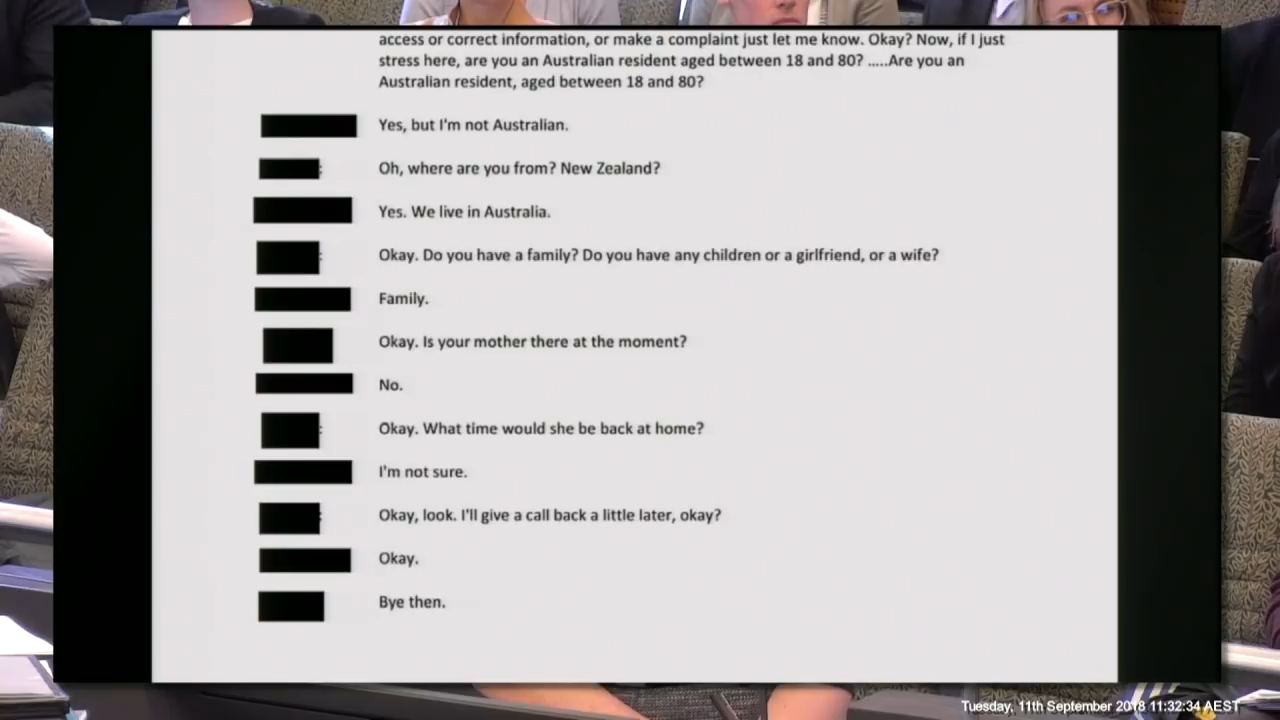 access or correct information, or make a complaint just let me know. Okay? Now, if I just
stress here, are you an Australian resident aged between 18 and 80? .....Are you an
Australian resident, aged between 18 and 80?
Yes, but I'm not Australian.
: Oh, where are you from? New Zealand?
Yes. We live in Australia.
: Okay. Do you have a family? Do you have any children or a girlfriend, or a wife?
Family.
Okay. Is your mother there at the moment?
No.
: Okay. What time would she be back at home?
I'm not sure.
: Okay, look. I'll give a call back a little later, okay?
Okay.
Bye then.
Tuesday, 11th September 2018 11:32:34 AEST